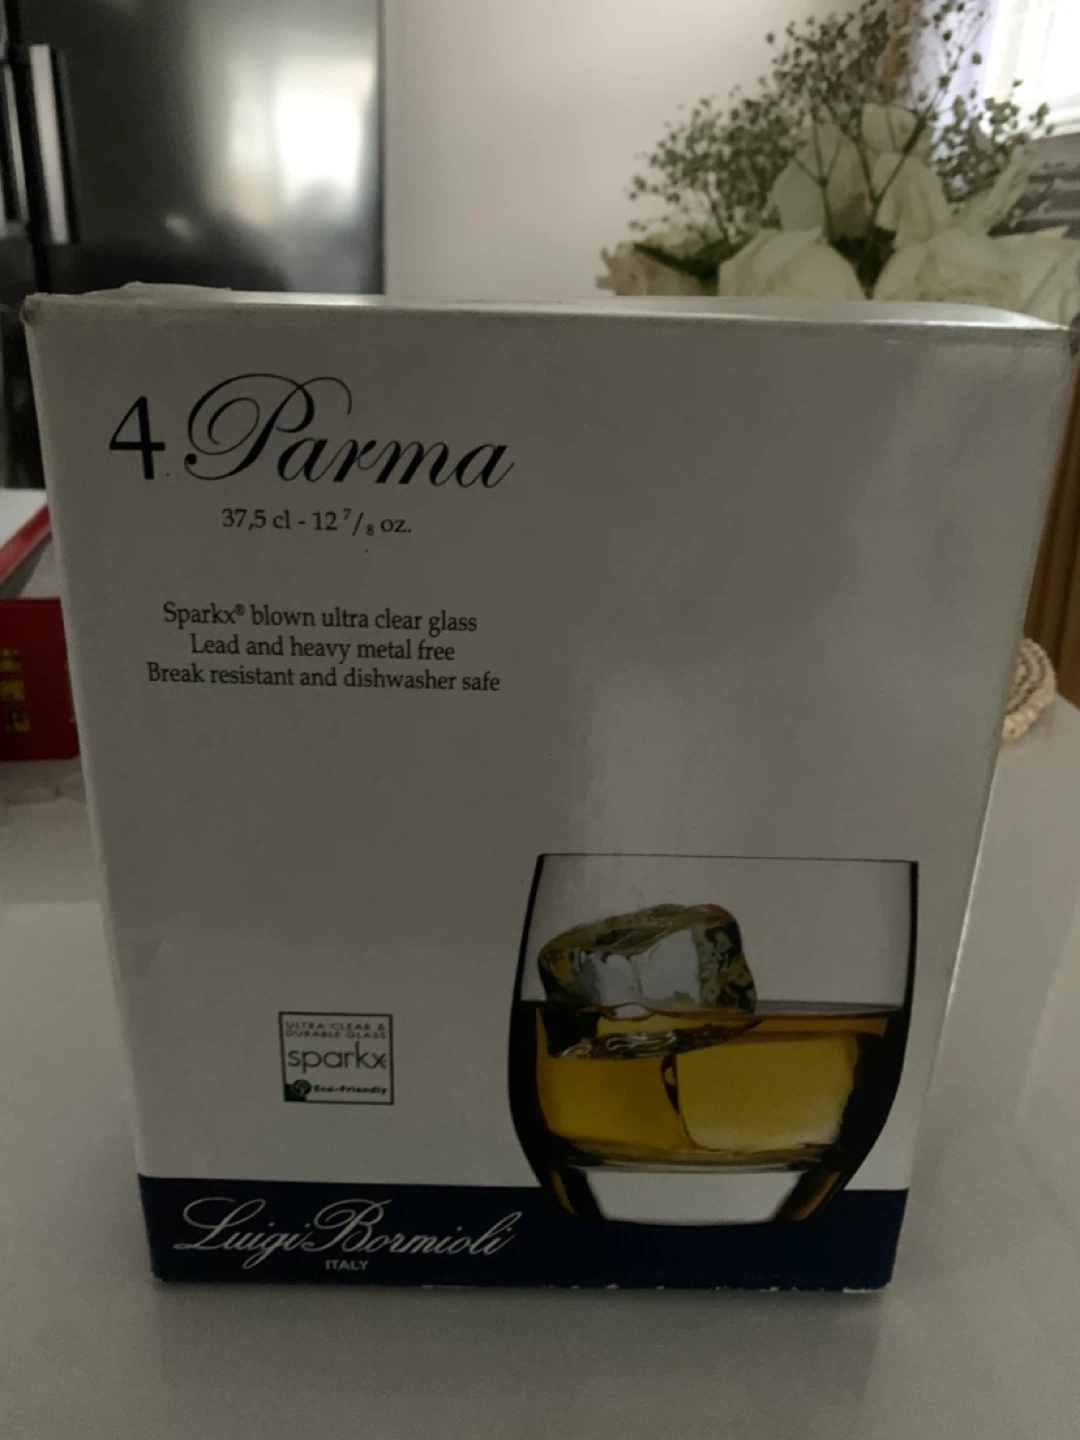 4 Parma
37,5 cl - 12 7/8 oz.
Sparkx® blown ultra clear glass
Lead and heavy metal free
Break resistant and dishwasher safe
ULTRA CLEAR &
DURABLE GLASS
sparkx
Eco-Friendly
Luigi Bormioli
ITALY